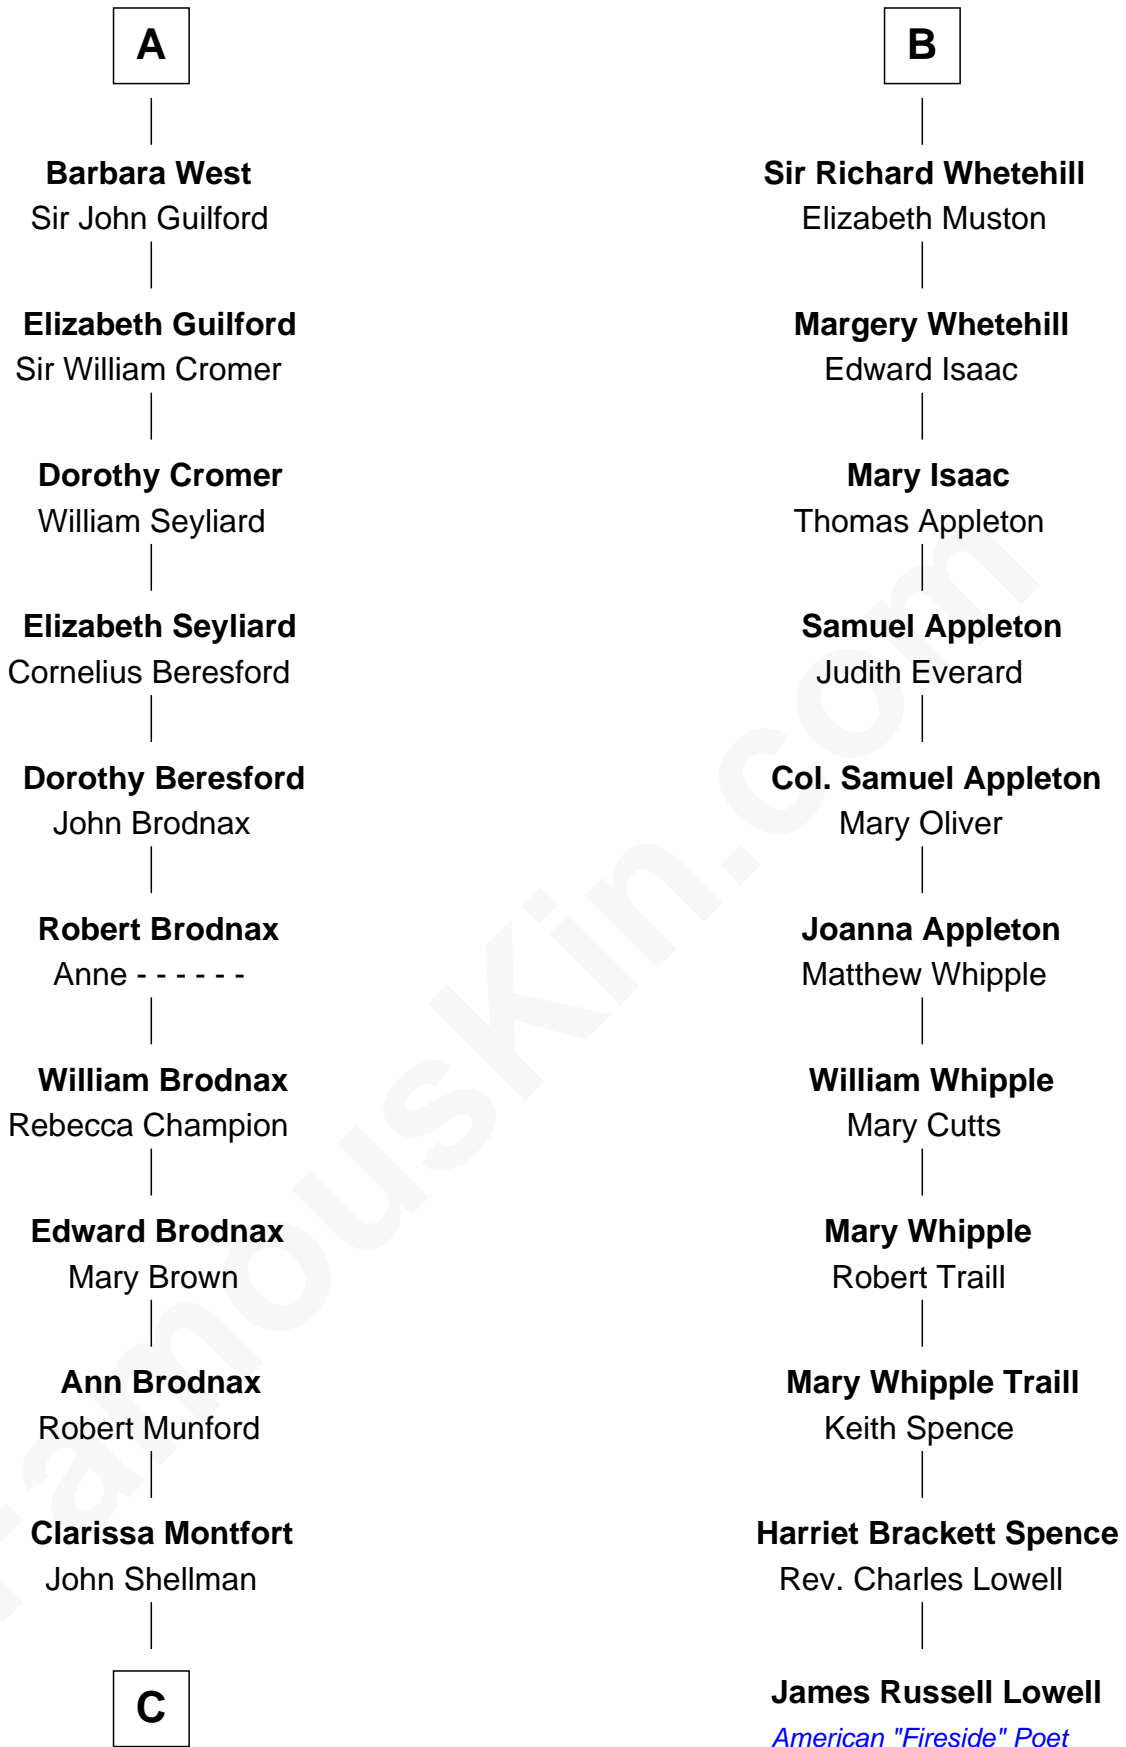 A
Barbara West
Sir John Guilford
Elizabeth Guilford
Sir William Cromer
Dorothy Cromer
William Seyliard
Elizabeth Seyliard
Cornelius Beresford
Dorothy Beresford
John Brodnax
Robert Brodnax
Anne - - - - - -
William Brodnax
Rebecca Champion
Edward Brodnax
Mary Brown
Ann Brodnax
Robert Munford
Clarissa Montfort
John Shellman
C
B
Sir Richard Whetehill
Elizabeth Muston
Margery Whetehill
Edward Isaac
Mary Isaac
Thomas Appleton
Samuel Appleton
Judith Everard
Col. Samuel Appleton
Mary Oliver
Joanna Appleton
Matthew Whipple
William Whipple
Mary Cutts
Mary Whipple
Robert Traill
Mary Whipple Traill
Keith Spence
Harriet Brackett Spence
Rev. Charles Lowell
James Russell Lowell
American "Fireside" Poet
FamousKin.com